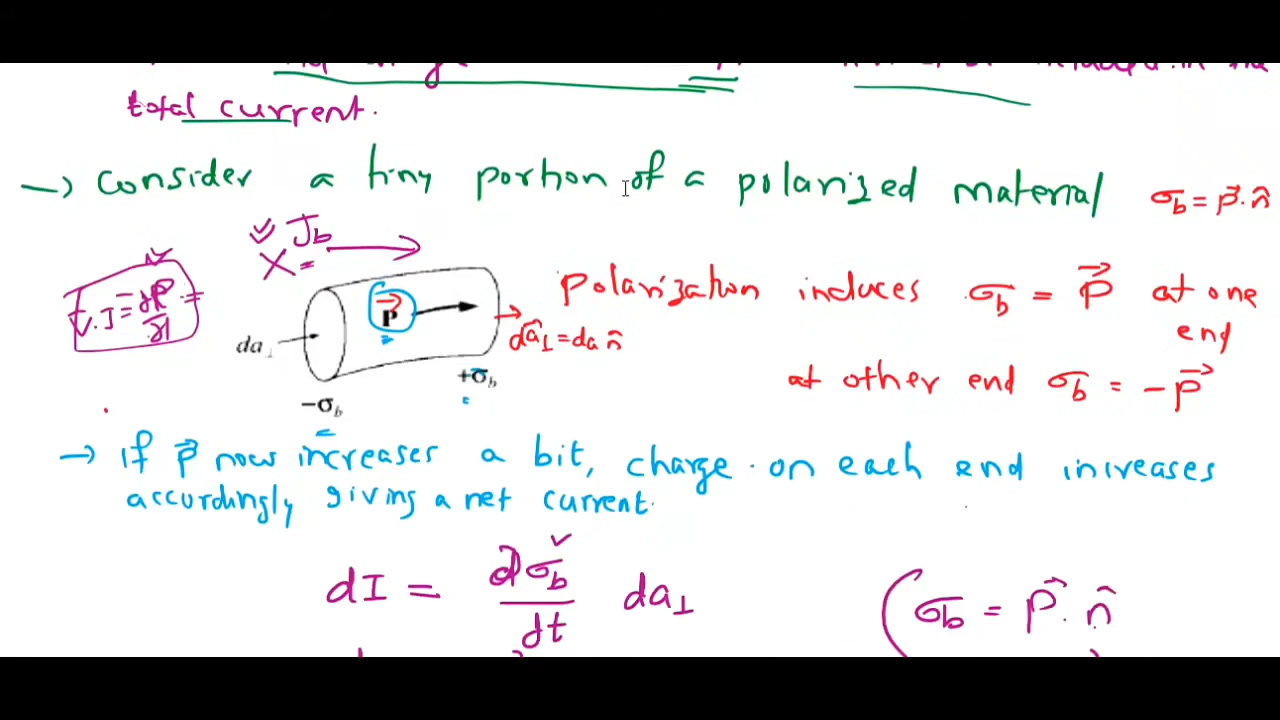 total current.
→ Consider a tiny portion of a polarized material σb = P⃗.n̂
Jb
X =
∇.J = ∂P/∂t =
P⃗
da⊥
da⃗⊥ = da n̂
+σb
−σb
Polarization induces σb = P⃗ at one
end
at other end σb = −P⃗
→ If P⃗ now increases a bit, charge on each end increases
accordingly giving a net current.
dI = ∂σb/∂t da⊥
(σb = P⃗. n̂